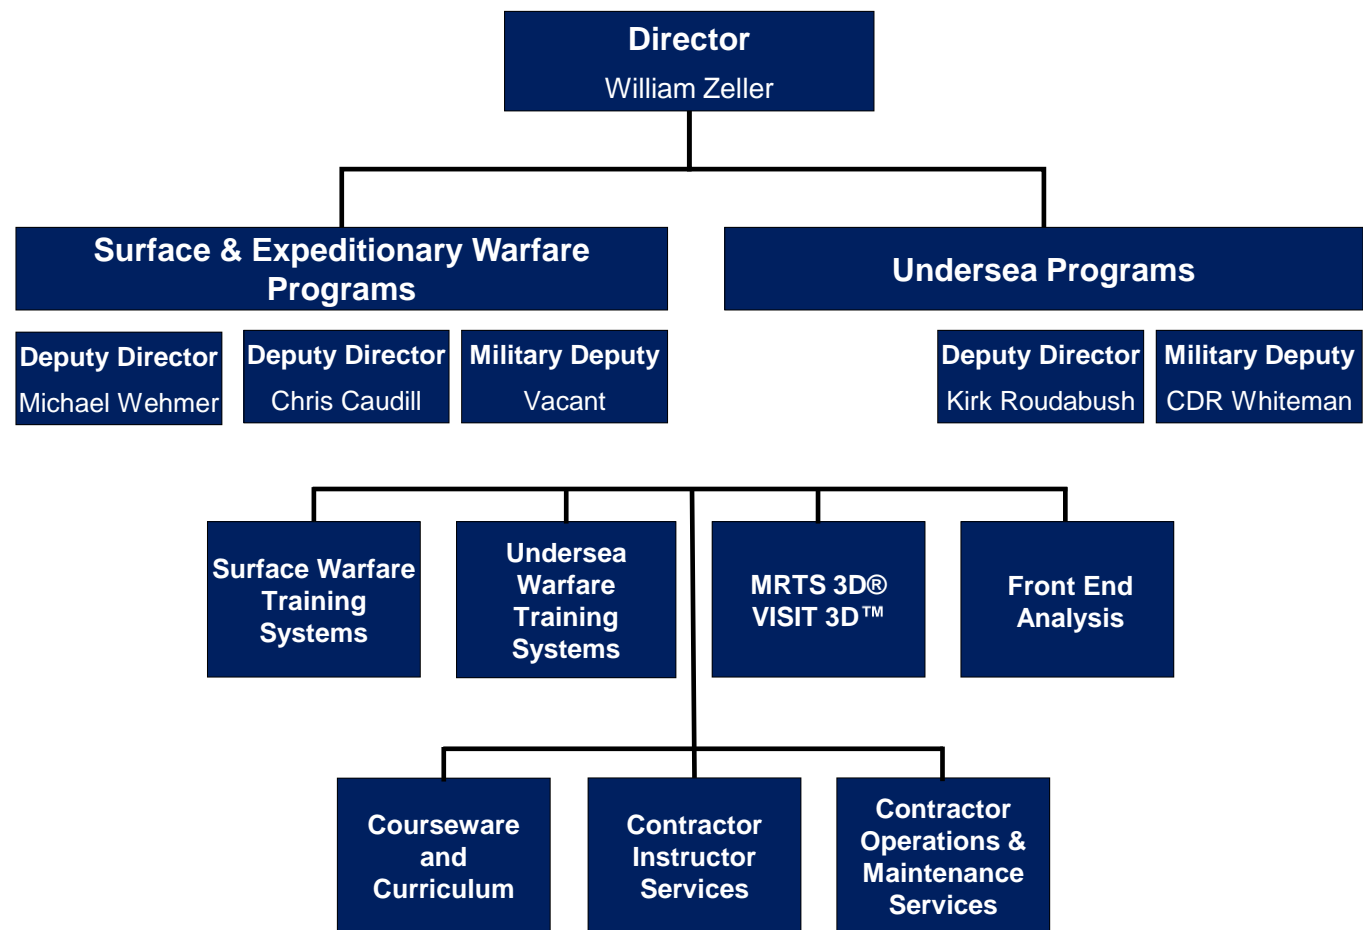 Director
William Zeller
Surface & Expeditionary Warfare
Programs
Undersea Programs
Deputy Director
Michael Wehmer
Deputy Director
Chris Caudill
Military Deputy
Vacant
Deputy Director
Kirk Roudabush
Military Deputy
CDR Whiteman
Surface Warfare
Training
Systems
Undersea
Warfare
Training
Systems
MRTS 3D®
VISIT 3D™
Front End
Analysis
Courseware
and
Curriculum
Contractor
Instructor
Services
Contractor
Operations &
Maintenance
Services